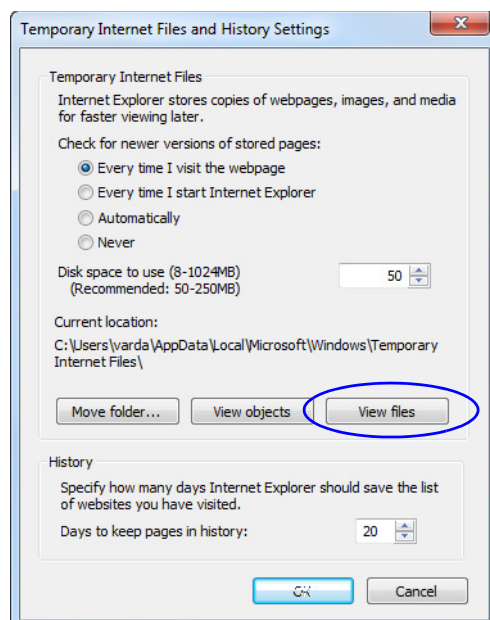 Temporary Internet Files and History Settings
Temporary Internet Files
Internet Explorer stores copies of webpages, images, and media
for faster viewing later.
Check for newer versions of stored pages:
Every time I visit the webpage
Every time I start Internet Explorer
Automatically
Never
Disk space to use (8-1024MB) 50
(Recommended: 50-250MB)
Current location:
C:\Users\varda\AppData\Local\Microsoft\Windows\Temporary
Internet Files\
Move folder... View objects View files
History
Specify how many days Internet Explorer should save the list
of websites you have visited.
Days to keep pages in history: 20
OK Cancel